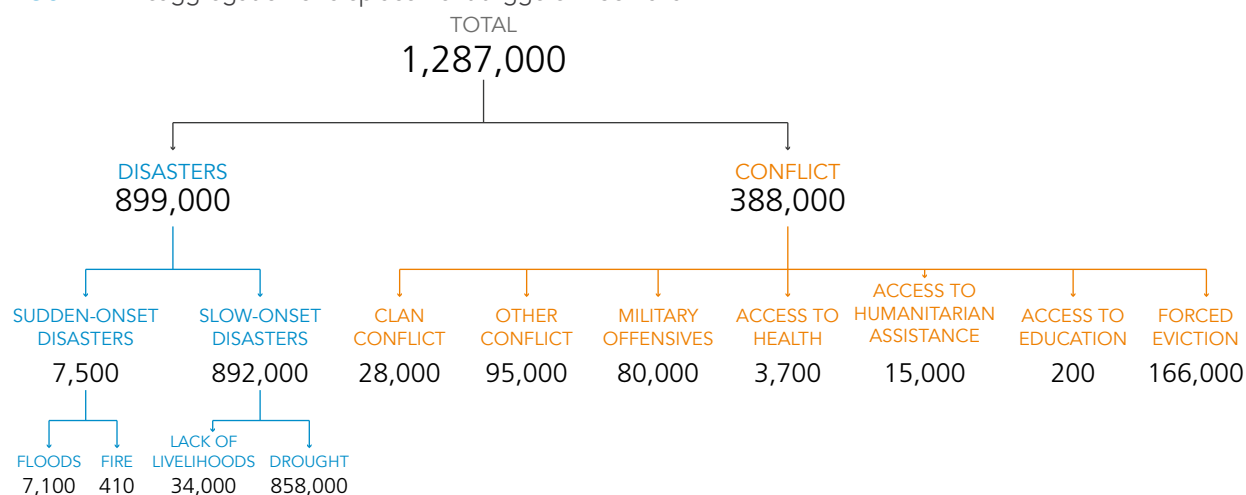 TOTAL
1,287,000
DISASTERS
899,000
CONFLICT
388,000
SUDDEN-ONSET
DISASTERS
7,500
SLOW-ONSET
DISASTERS
892,000
CLAN
CONFLICT
28,000
OTHER
CONFLICT
95,000
MILITARY
OFFENSIVES
80,000
ACCESS TO
HEALTH
3,700
ACCESS TO
HUMANITARIAN
ASSISTANCE
15,000
ACCESS TO
EDUCATION
200
FORCED
EVICTION
166,000
FLOODS
7,100
FIRE
410
LACK OF
LIVELIHOODS
34,000
DROUGHT
858,000